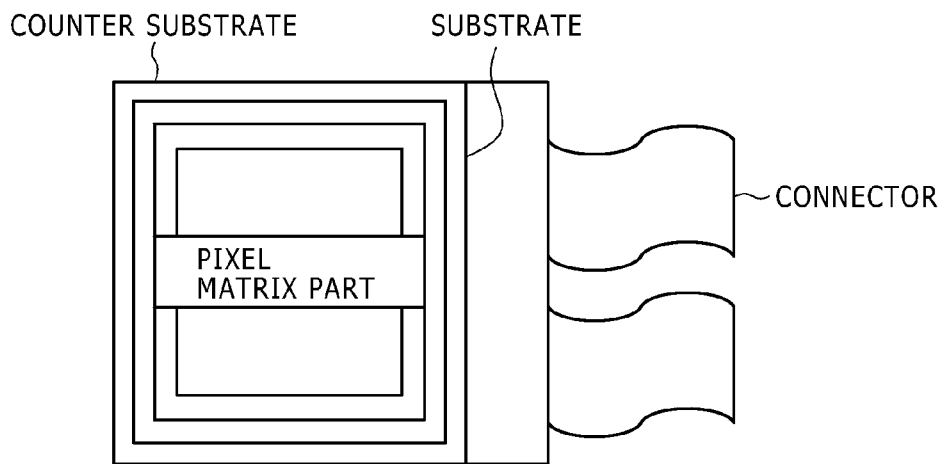 COUNTER SUBSTRATE
SUBSTRATE
CONNECTOR
PIXEL
MATRIX PART